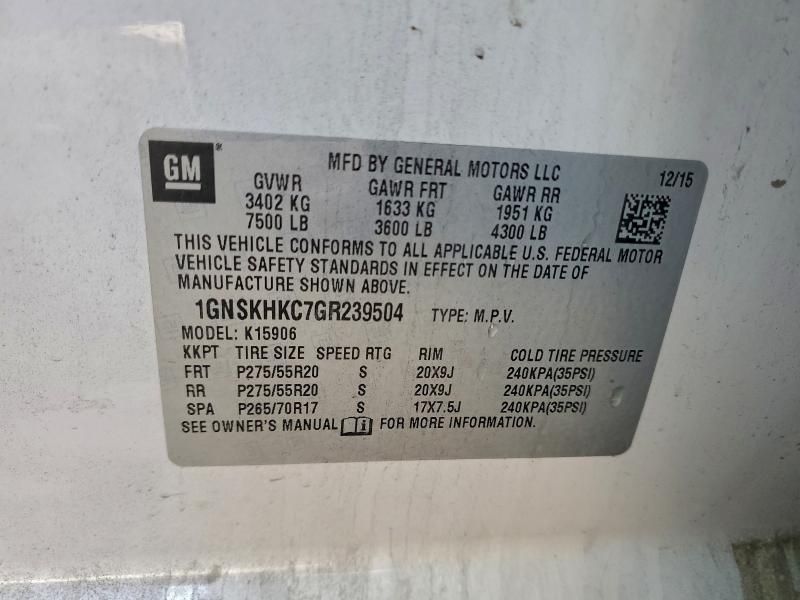 GM
MFD BY GENERAL MOTORS LLC
12/15
GVWR GAWR FRT GAWR RR
3402 KG 1633 KG 1951 KG
7500 LB 3600 LB 4300 LB
THIS VEHICLE CONFORMS TO ALL APPLICABLE U.S. FEDERAL MOTOR
VEHICLE SAFETY STANDARDS IN EFFECT ON THE DATE OF
MANUFACTURE SHOWN ABOVE.
1GNSKHKC7GR239504 TYPE: M.P.V.
MODEL: K15906
KKPT TIRE SIZE SPEED RTG RIM COLD TIRE PRESSURE
FRT P275/55R20 S 20X9J 240KPA(35PSI)
RR P275/55R20 S 20X9J 240KPA(35PSI)
SPA P265/70R17 S 17X7.5J 240KPA(35PSI)
SEE OWNER'S MANUAL FOR MORE INFORMATION.